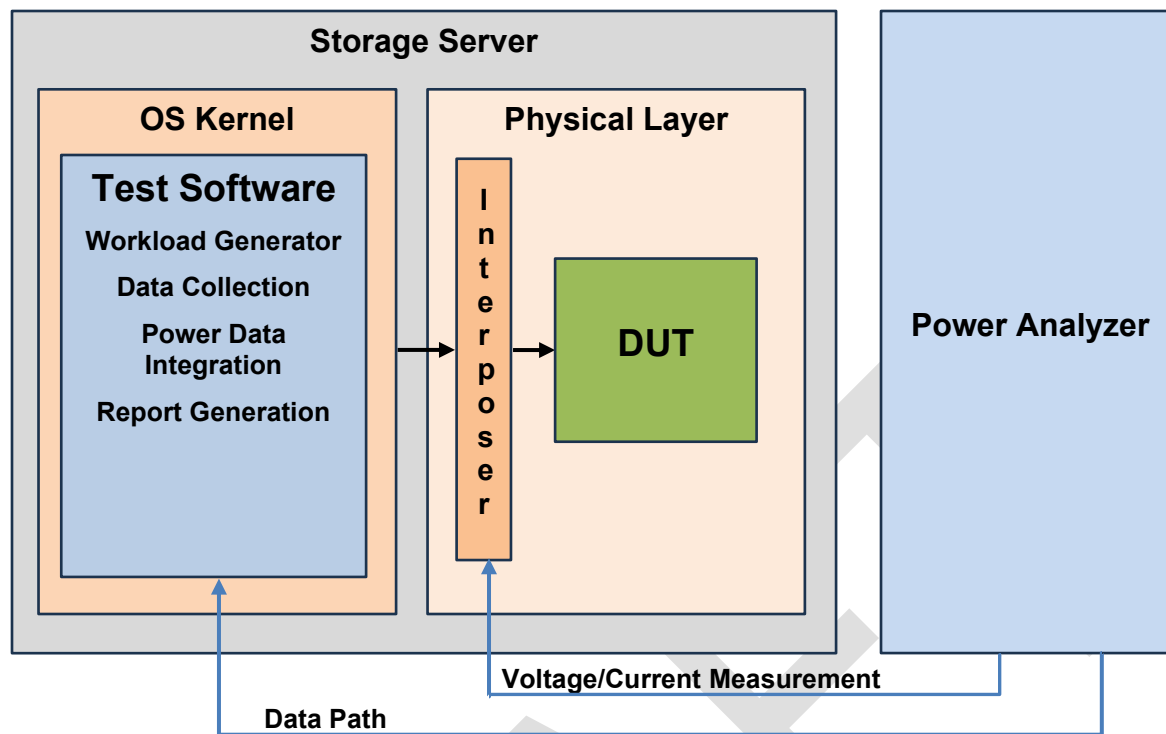 Storage Server
OS Kernel
Test Software
Workload Generator
Data Collection
Power Data
Integration
Report Generation
Physical Layer
Interposer
DUT
Power Analyzer
Voltage/Current Measurement
Data Path